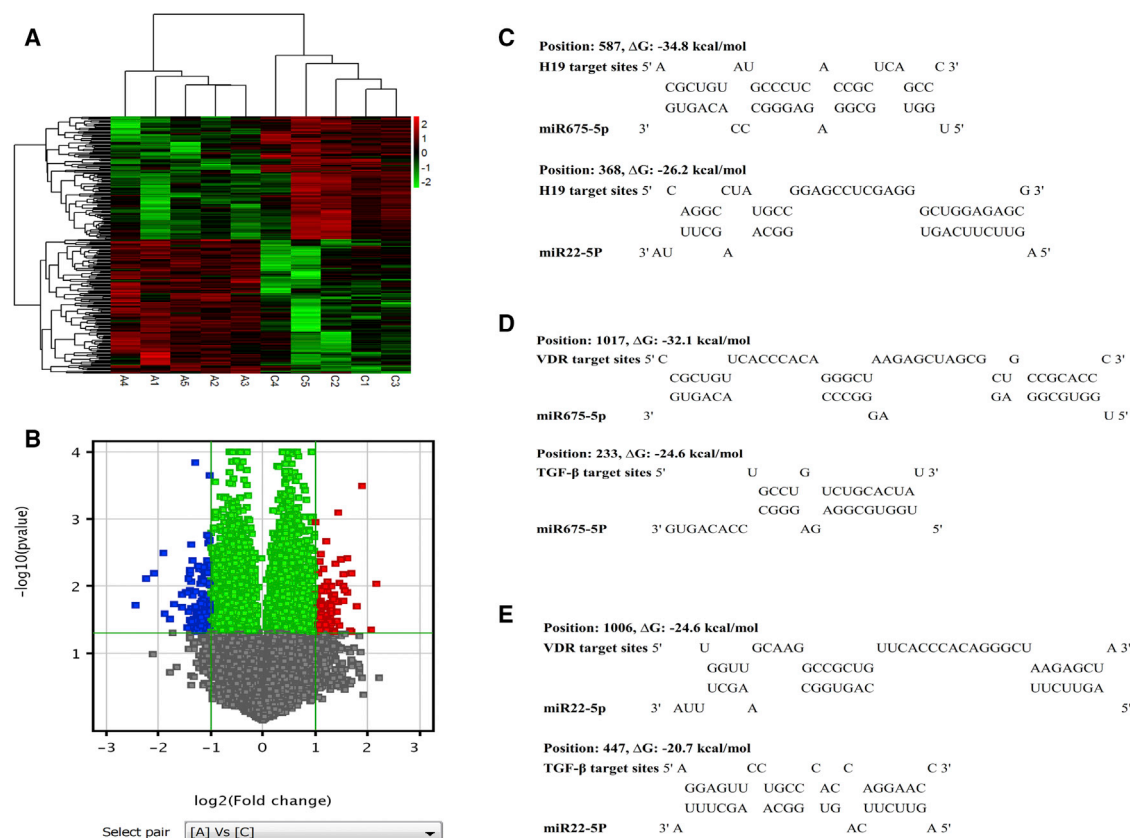 A
2
1
0
-1
-2
A4 A1 A5 A2 A3 C4 C5 C2 C1 C3
B
4
3
2
1
-log10(pvalue)
−3 −2 −1 0 1 2 3
log2(Fold change)
Select pair [A] Vs [C]
C
Position: 587, ΔG: -34.8 kcal/mol
H19 target sites 5' A AU A UCA C 3'
CGCUGU GCCCUC CCGC GCC
GUGACA CGGGAG GGCG UGG
miR675-5p 3' CC A U 5'
Position: 368, ΔG: -26.2 kcal/mol
H19 target sites 5' C CUA GGAGCCUCGAGG G 3'
AGGC UGCC GCUGGAGAGC
UUCG ACGG UGACUUCUUG
miR22-5P 3' AU A A 5'
D
Position: 1017, ΔG: -32.1 kcal/mol
VDR target sites 5' C UCACCCACA AAGAGCUAGCG G C 3'
CGCUGU GGGCU CU CCGCACC
GUGACA CCCGG GA GGCGUGG
miR675-5p 3' GA U 5'
Position: 233, ΔG: -24.6 kcal/mol
TGF-β target sites 5' U G U 3'
GCCU UCUGCACUA
CGGG AGGCGUGGU
miR675-5P 3' GUGACACC AG 5'
E
Position: 1006, ΔG: -24.6 kcal/mol
VDR target sites 5' U GCAAG UUCACCCACAGGGCU A 3'
GGUU GCCGCUG AAGAGCU
UCGA CGGUGAC UUCUUGA
miR22-5p 3' AUU A 5'
Position: 447, ΔG: -20.7 kcal/mol
TGF-β target sites 5' A CC C C C 3'
GGAGUU UGCC AC AGGAAC
UUUCGA ACGG UG UUCUUG
miR22-5P 3' A AC A 5'